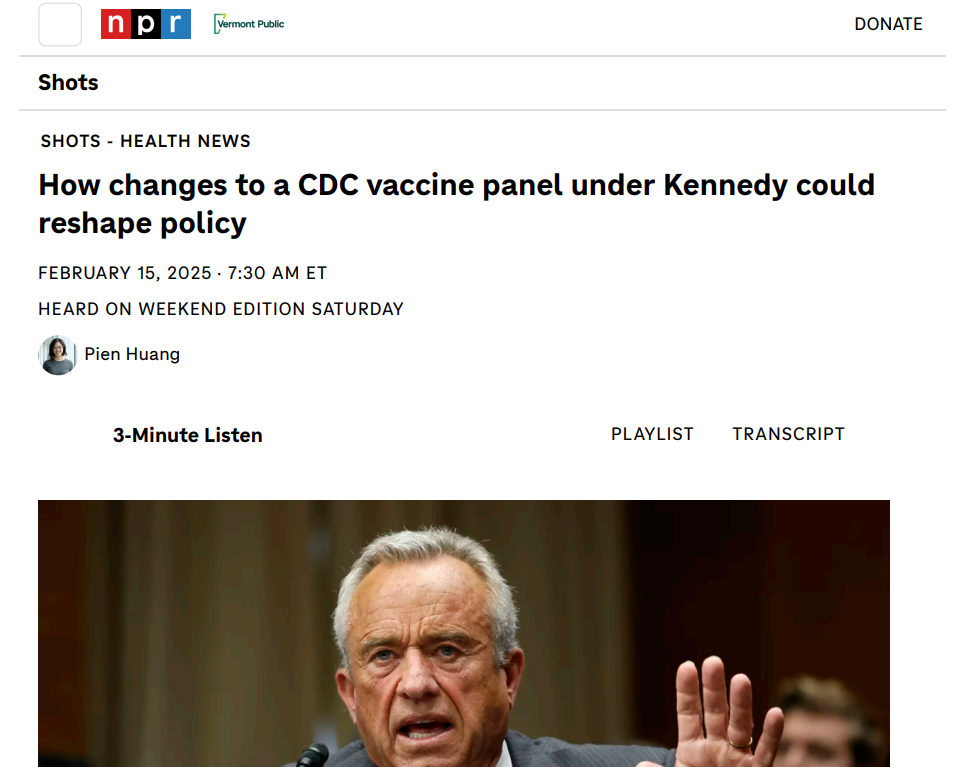 npr
Vermont Public
DONATE
Shots
SHOTS - HEALTH NEWS
How changes to a CDC vaccine panel under Kennedy could
reshape policy
FEBRUARY 15, 2025 · 7:30 AM ET
HEARD ON WEEKEND EDITION SATURDAY
Pien Huang
3-Minute Listen
PLAYLIST
TRANSCRIPT